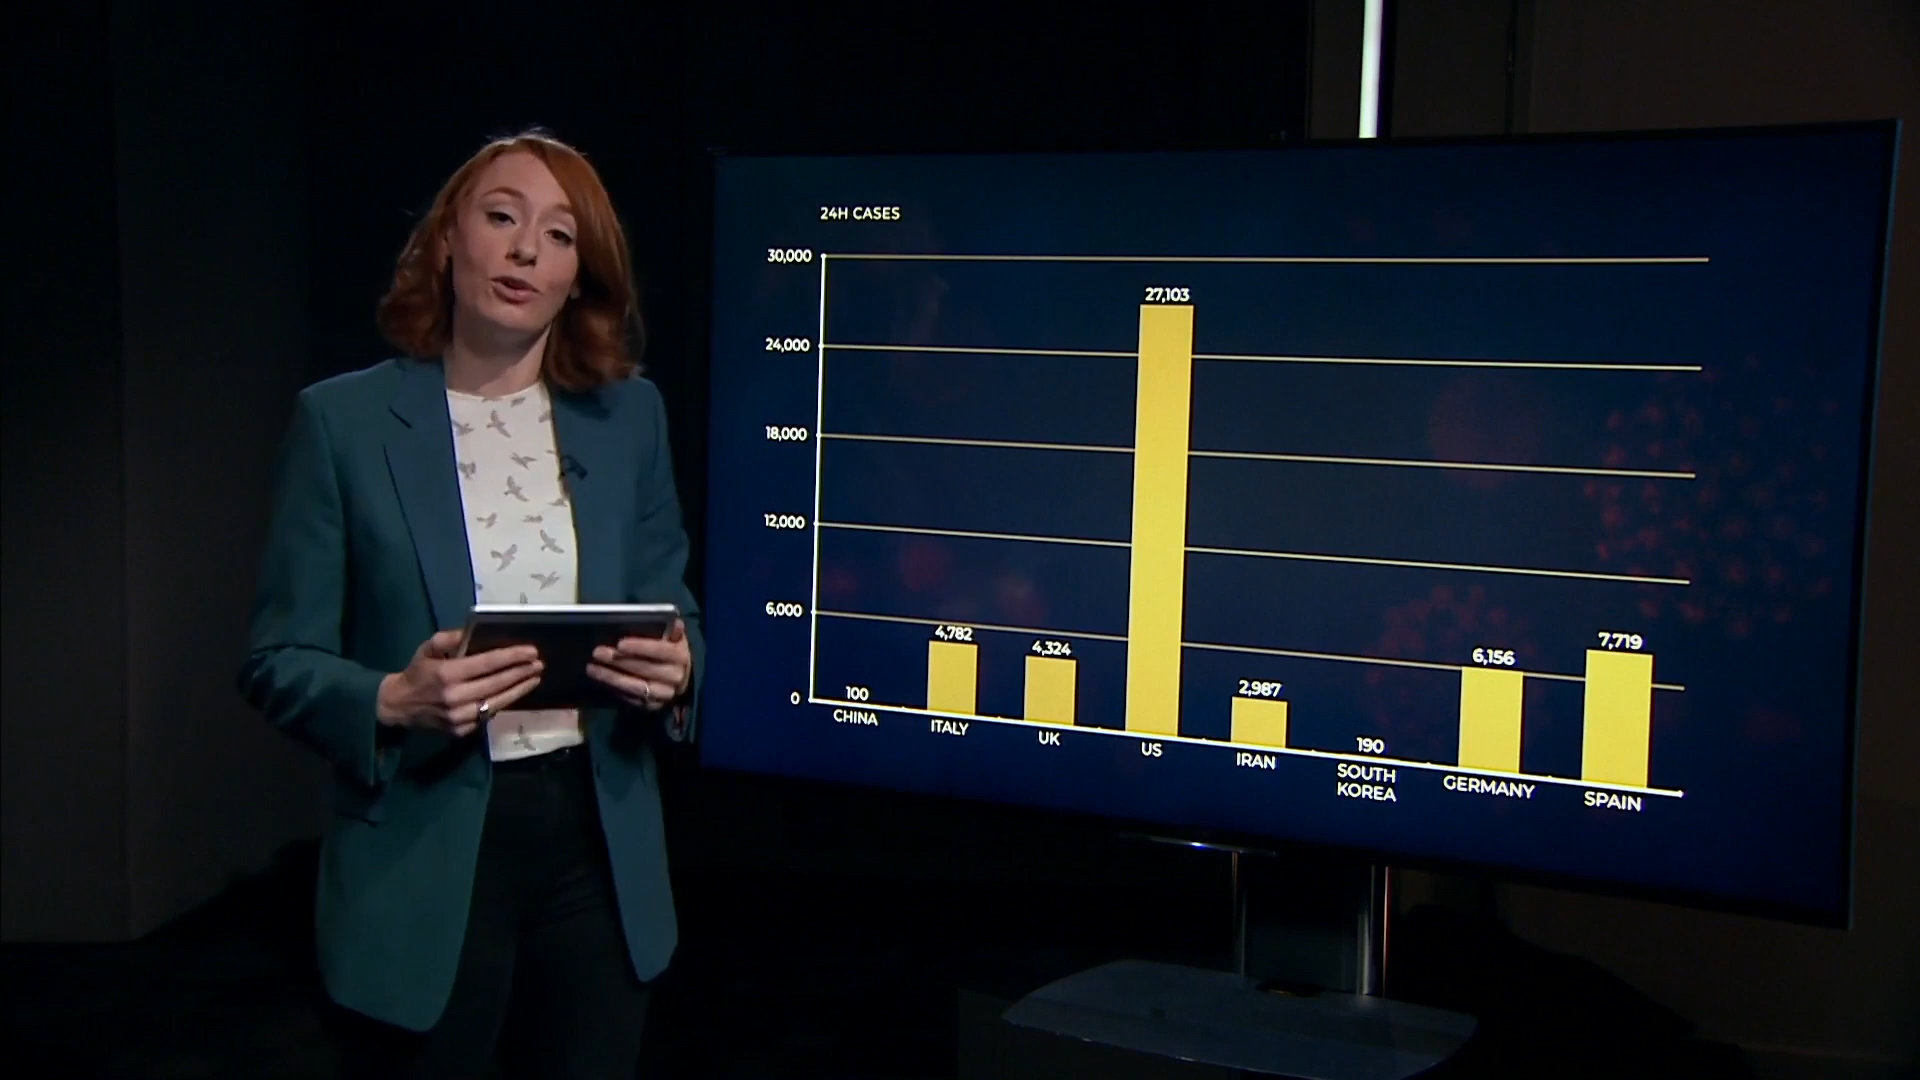 24H CASES
30,000
24,000
18,000
12,000
6,000
0
100
4,782
4,324
27,103
2,987
190
6,156
7,719
CHINA
ITALY
UK
US
IRAN
SOUTH
KOREA
GERMANY
SPAIN